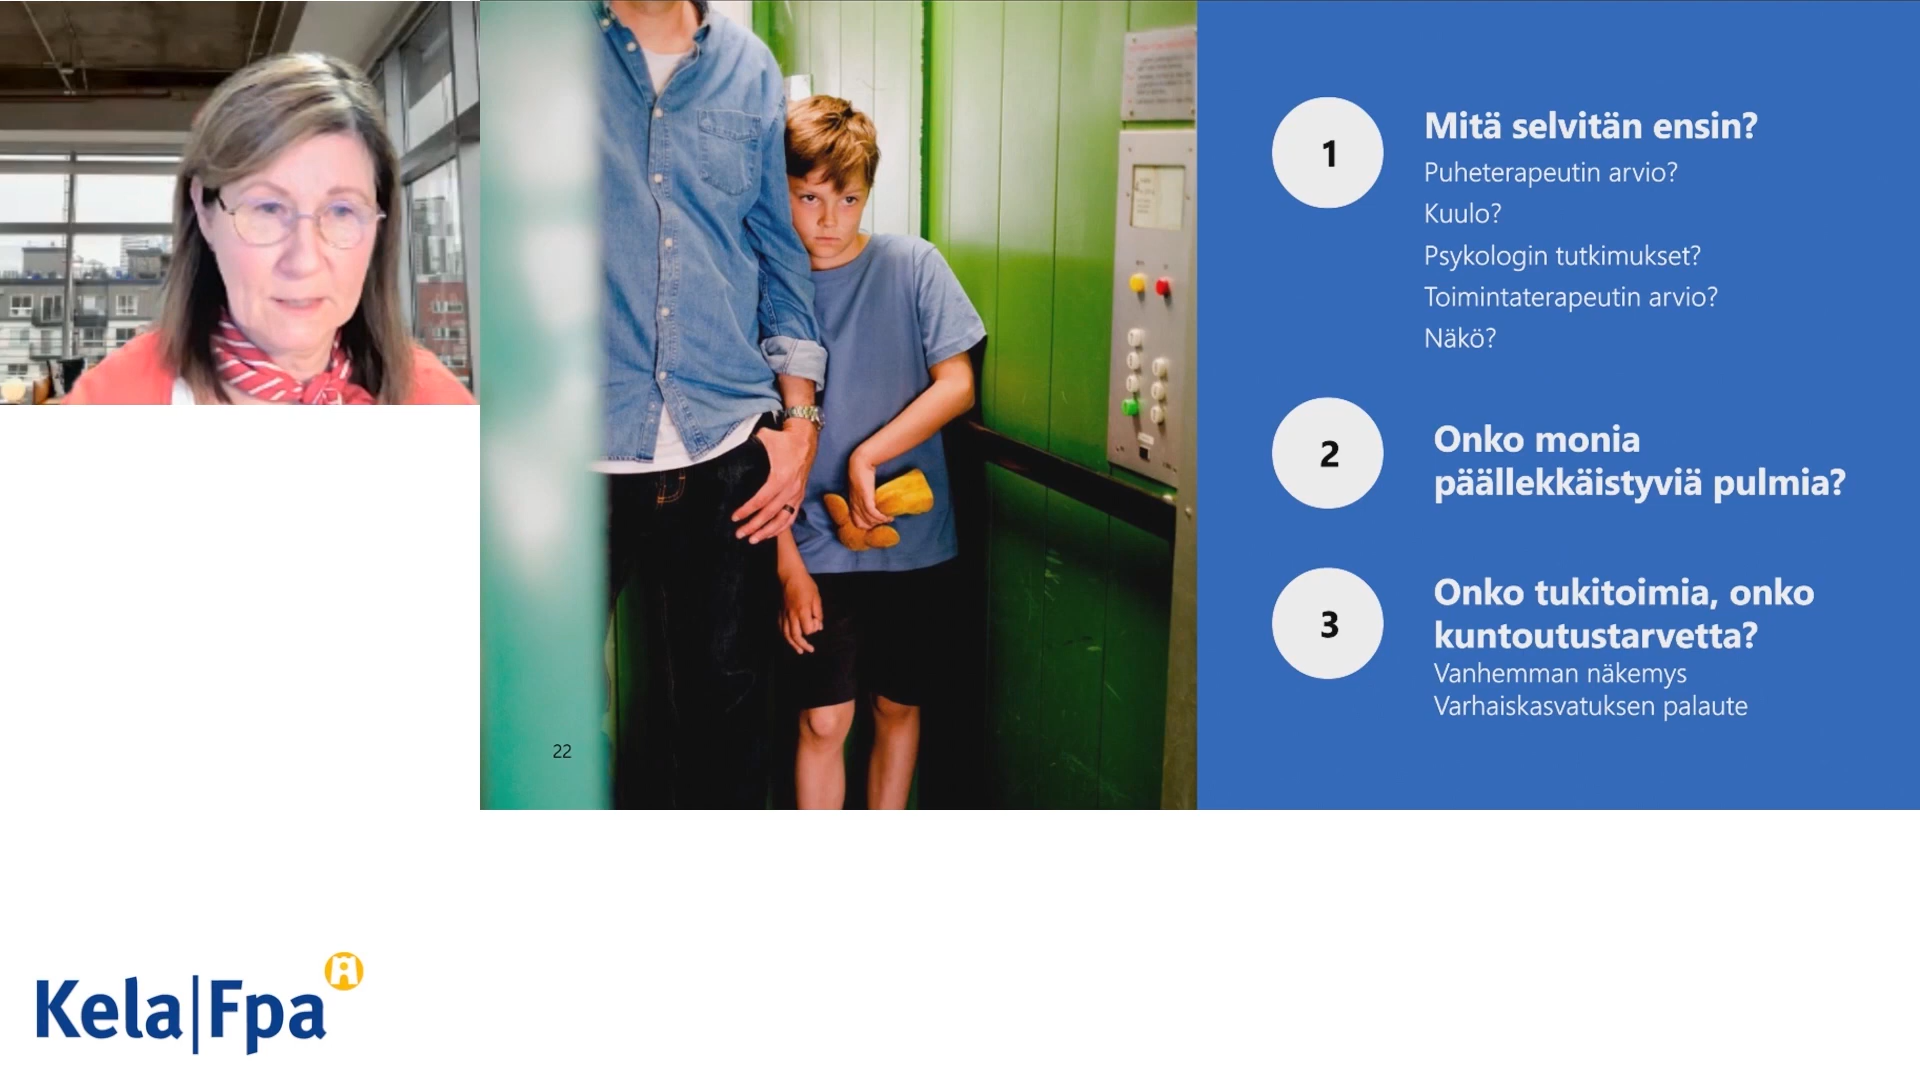 1
Mitä selvitän ensin?
Puheterapeutin arvio?
Kuulo?
Psykologin tutkimukset?
Toimintaterapeutin arvio?
Näkö?
2
Onko monia
päällekkäistyviä pulmia?
3
Onko tukitoimia, onko
kuntoutustarvetta?
Vanhemman näkemys
Varhaiskasvatuksen palaute
22
Kela|Fpa